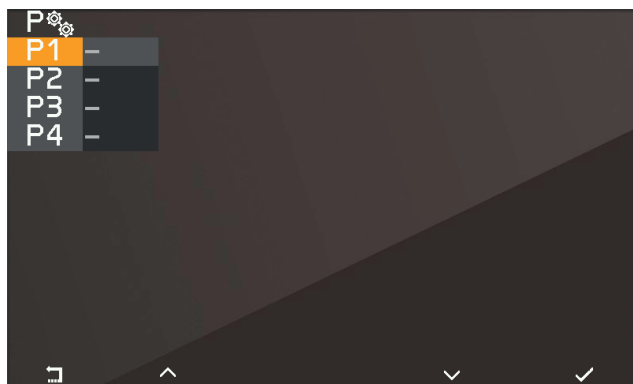 P
P1 –
P2 –
P3 –
P4 –